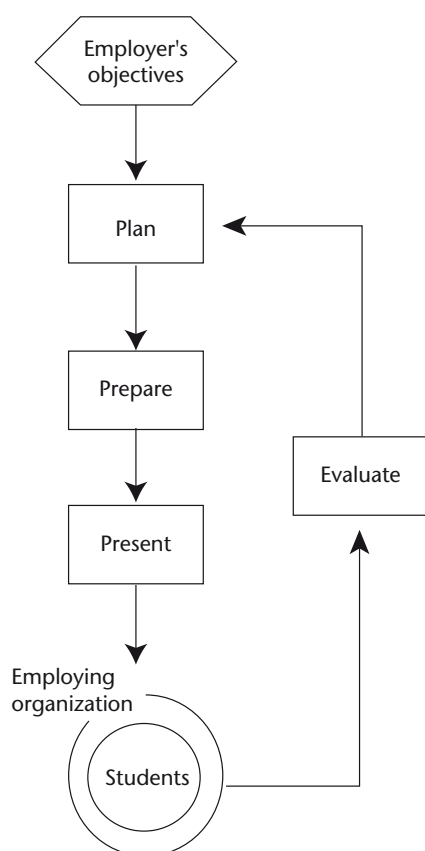 Employer's
objectives
Plan
Prepare
Evaluate
Present
Employing
organization
Students